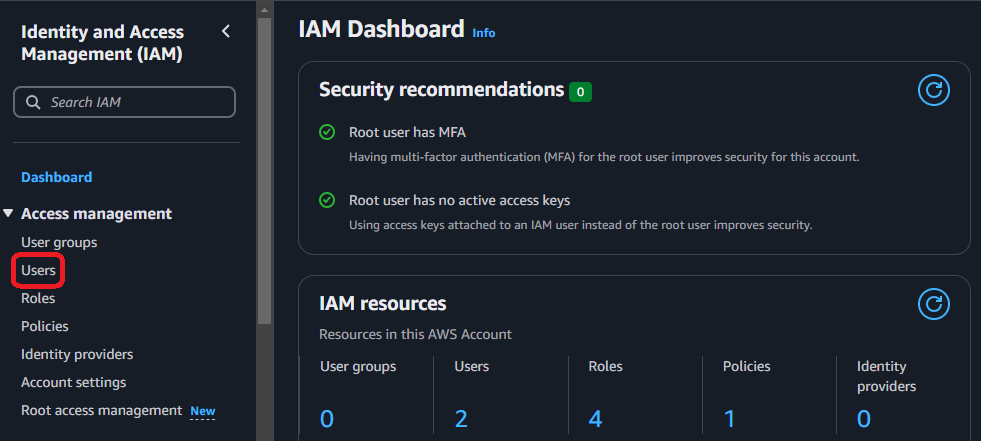 Identity and Access
Management (IAM)
Search IAM
Dashboard
Access management
User groups
Users
Roles
Policies
Identity providers
Account settings
Root access management New
IAM Dashboard Info
Security recommendations 0
Root user has MFA
Having multi-factor authentication (MFA) for the root user improves security for this account.
Root user has no active access keys
Using access keys attached to an IAM user instead of the root user improves security.
IAM resources
Resources in this AWS Account
User groups
0
Users
2
Roles
4
Policies
1
Identity
providers
0